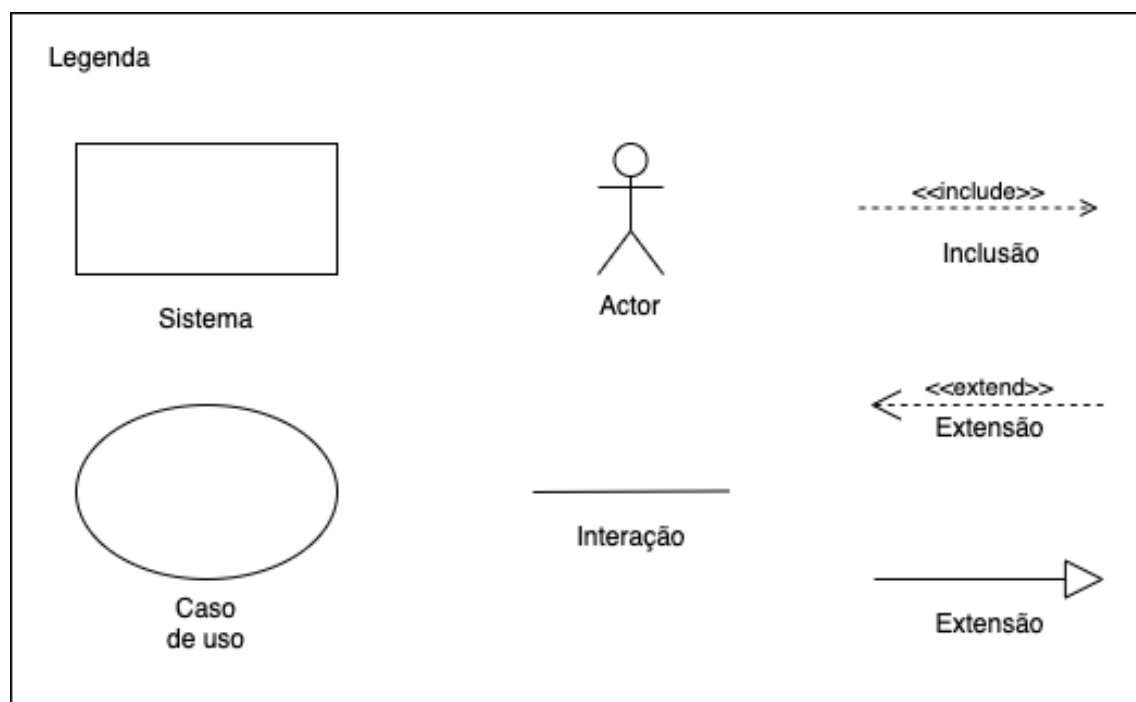 Legenda
Sistema
Actor
<<include>>
Inclusão
Caso
de uso
Interação
<<extend>>
Extensão
Extensão